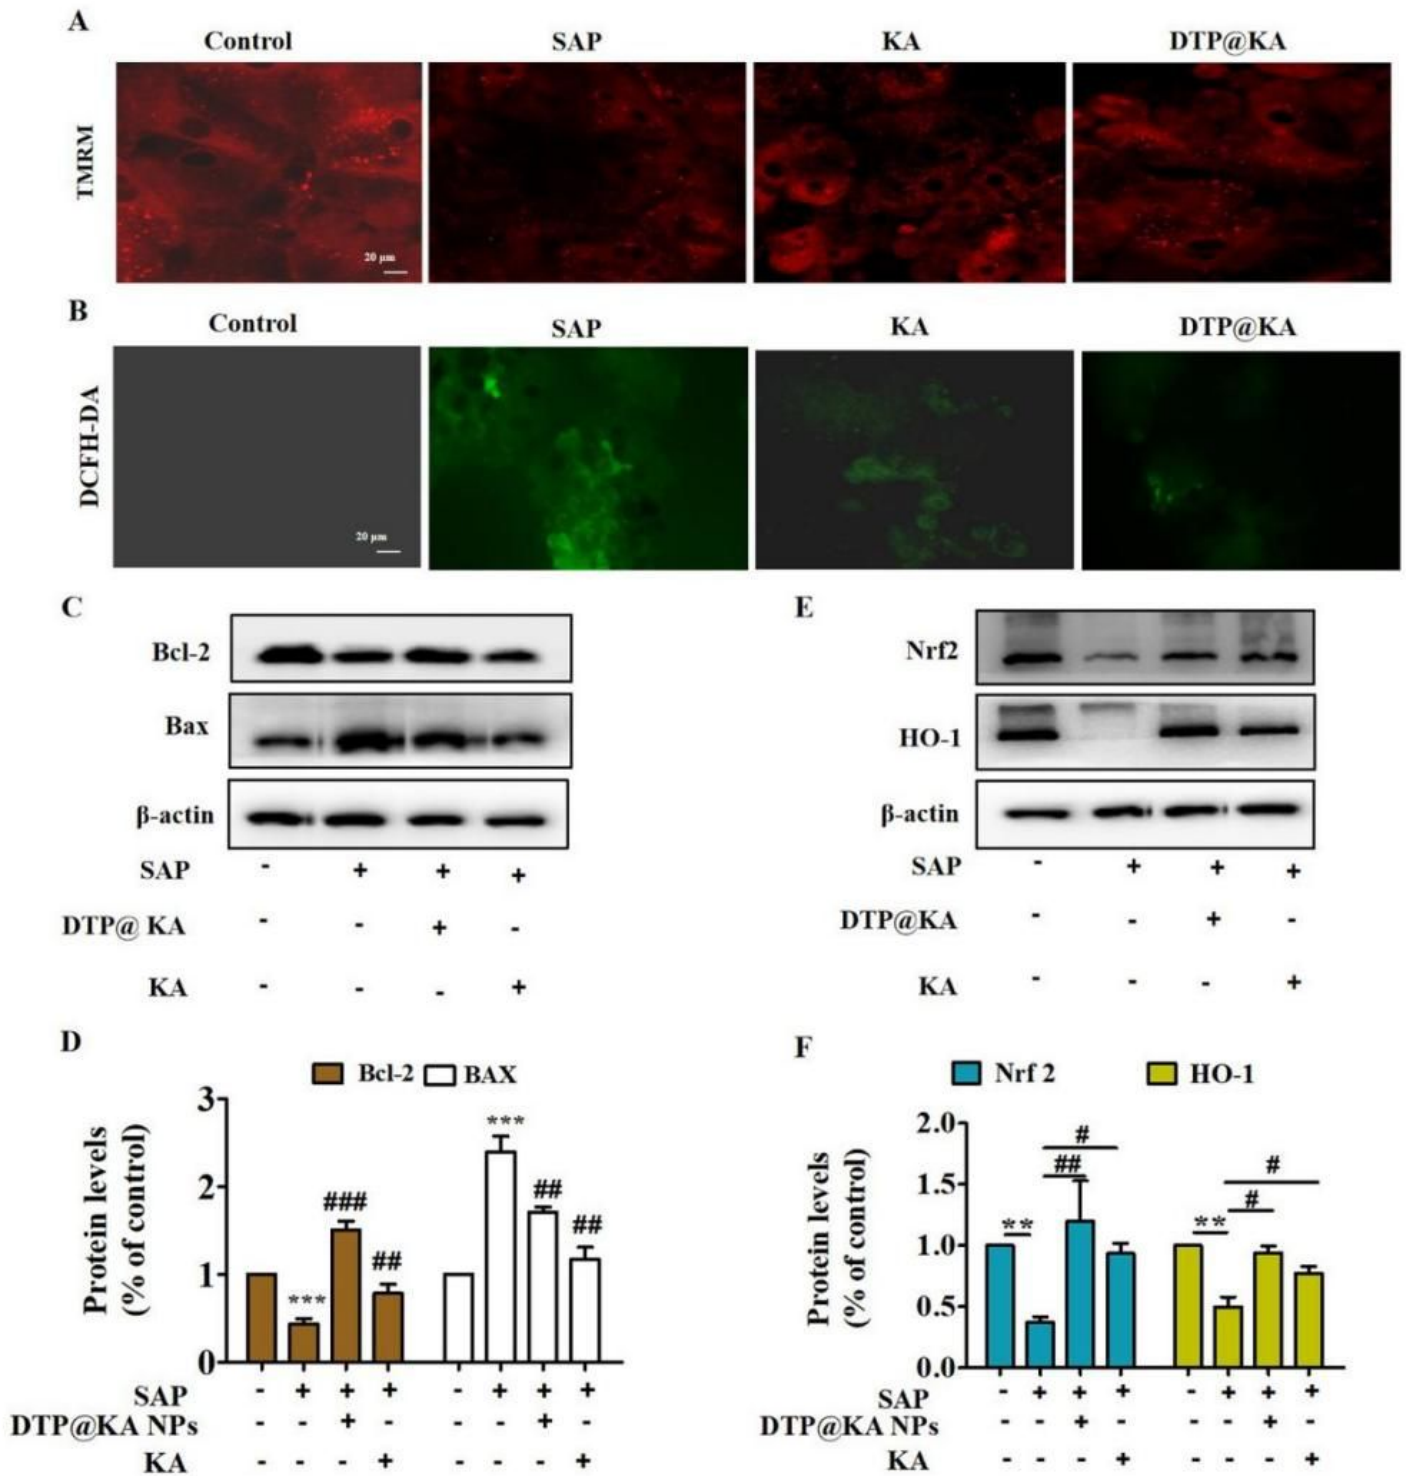 A
Control SAP KA DTP@KA
TMRM
20 μm
B
Control SAP KA DTP@KA
DCFH-DA
20 μm
C
Bcl-2
Bax
β-actin
SAP - + + +
DTP@ KA - - + -
KA - - - +
E
Nrf2
HO-1
β-actin
SAP - + + +
DTP@KA - - + -
KA - - - +
D
Bcl-2 BAX
Protein levels
(% of control)
3
2
1
0
***
###
##
***
##
##
SAP - + + + - + + +
DTP@KA NPs - - + - - - + -
KA - - - + - - - +
F
Nrf 2 HO-1
Protein levels
(% of control)
2.0
1.5
1.0
0.5
0.0
**
##
#
**
#
#
SAP - + + + - + + +
DTP@KA NPs - - + - - - + -
KA - - - + - - - +